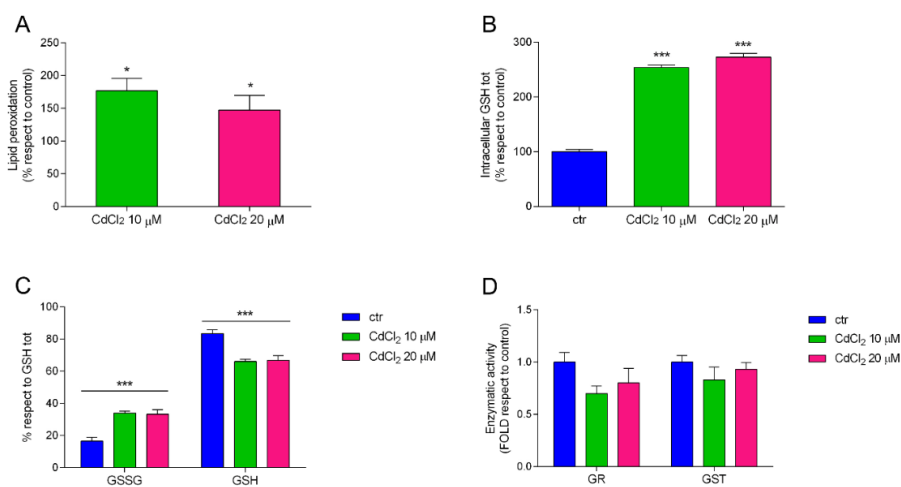 A
Lipid peroxidation
(% respect to control)
250
200
150
100
50
0
*
*
CdCl₂ 10 μM
CdCl₂ 20 μM
B
Intracellular GSH tot
(% respect to control)
300
200
100
0
***
***
ctr
CdCl₂ 10 μM
CdCl₂ 20 μM
C
% respect to GSH tot
100
80
60
40
20
0
***
***
GSSG
GSH
ctr
CdCl₂ 10 μM
CdCl₂ 20 μM
D
Enzymatic activity
(FOLD respect to control)
1.5
1.0
0.5
0.0
GR
GST
ctr
CdCl₂ 10 μM
CdCl₂ 20 μM